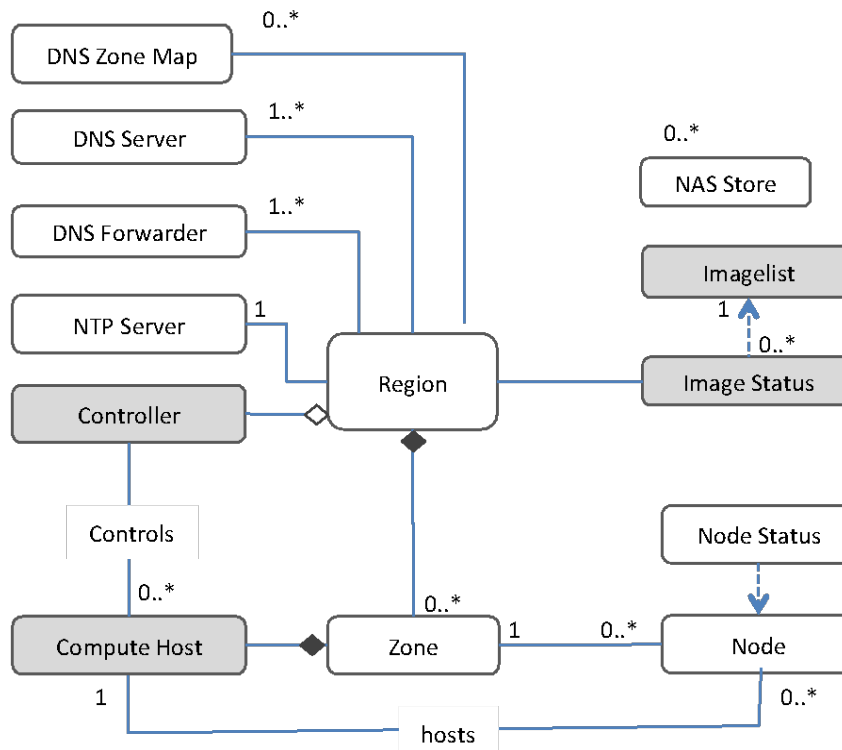 0..*
DNS Zone Map
1..*
DNS Server
0..*
NAS Store
1..*
DNS Forwarder
Imagelist
1
NTP Server
1
0..*
Region
Image Status
Controller
Controls
Node Status
0..*
0..*
Compute Host
Zone
1
0..*
Node
1
0..*
hosts